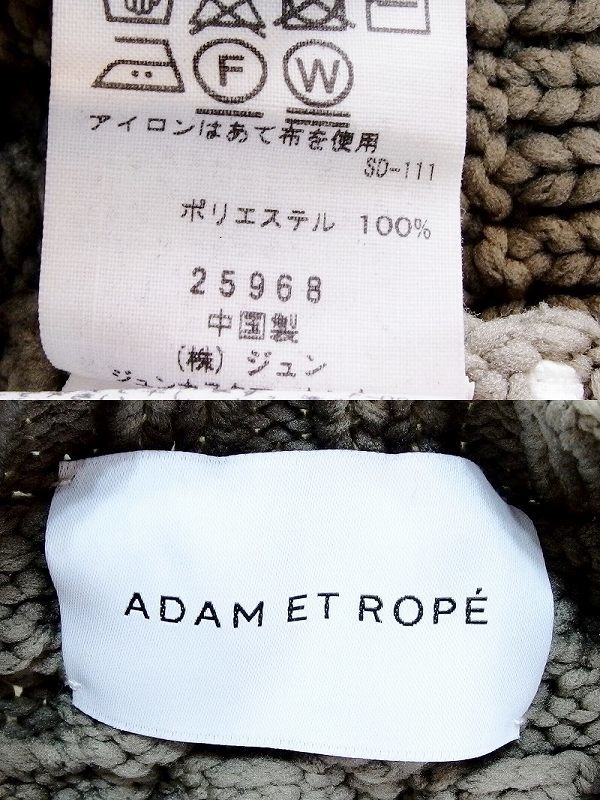 F W
アイロンはあて布を使用
SD-111
ポリエステル 100%
25968
中国製
(株) ジュン
ADAM ET ROPÉ